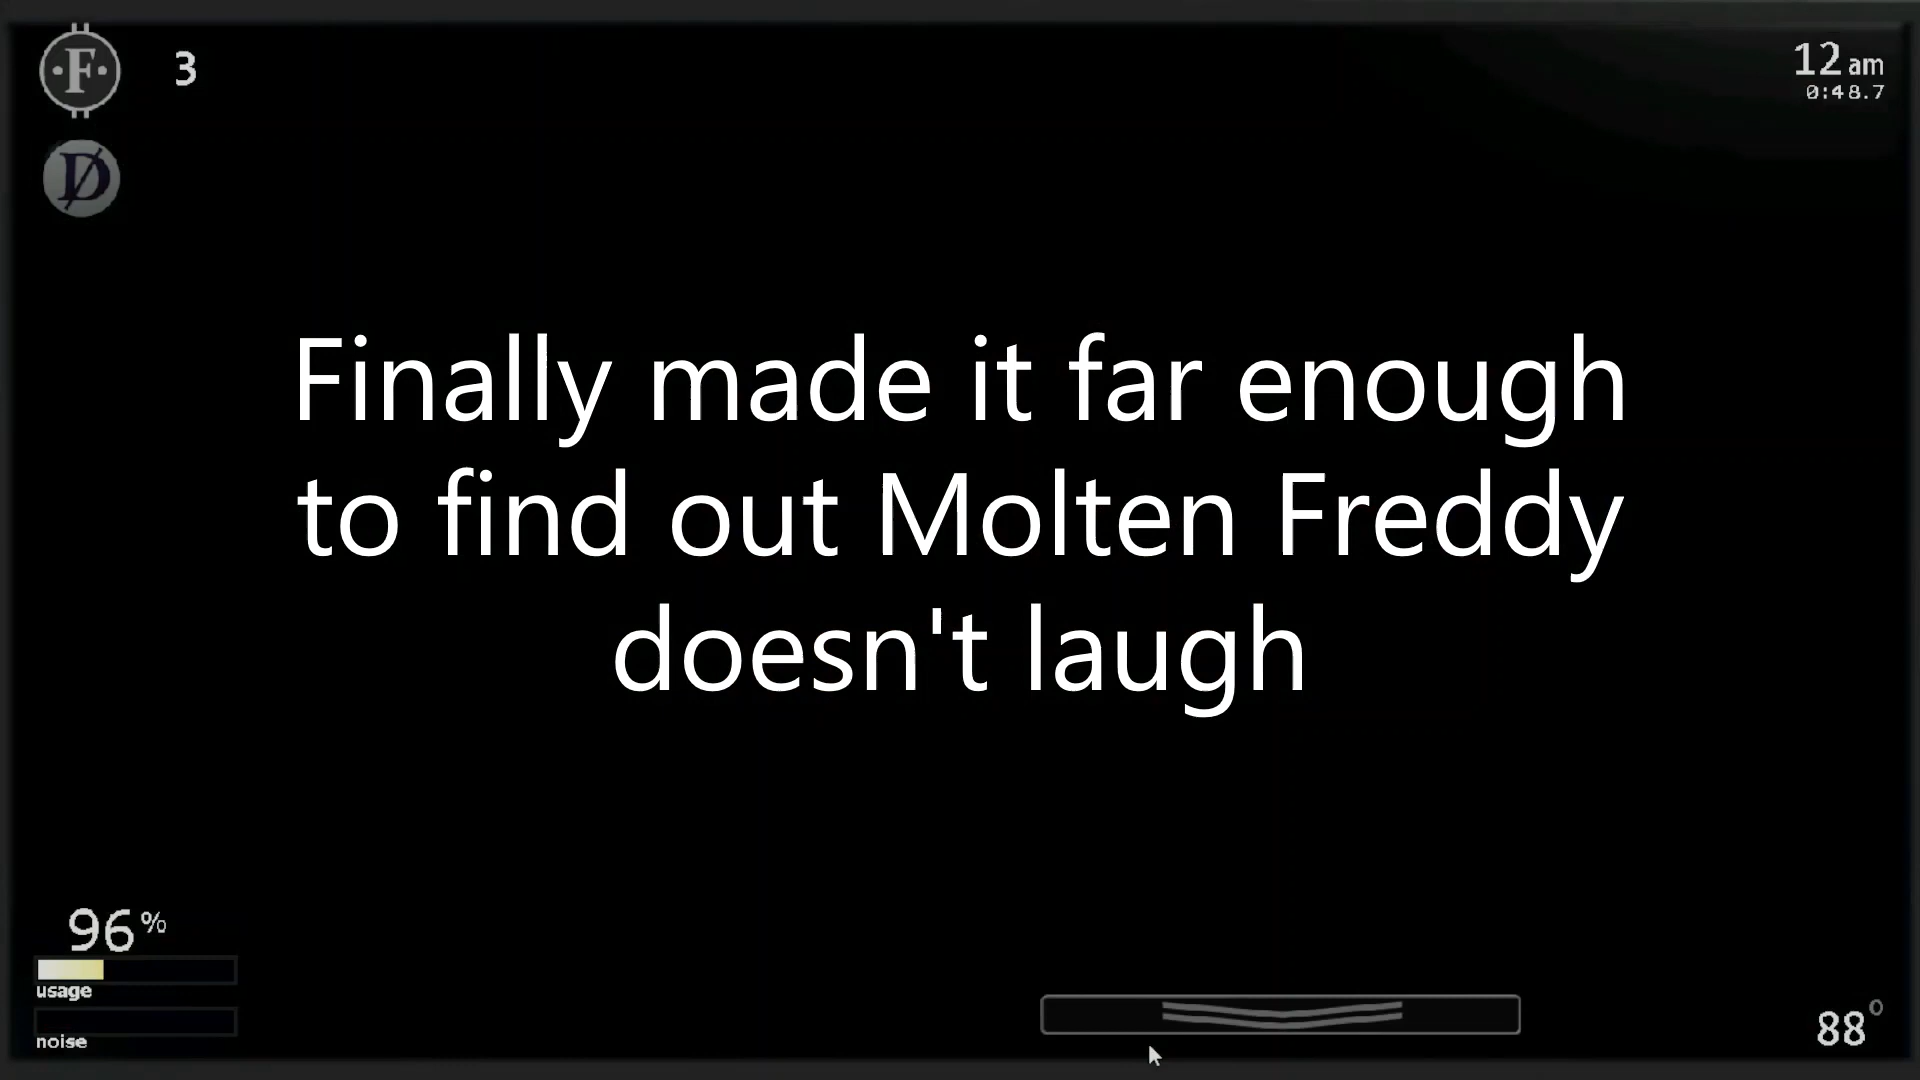 F 3
12 am
0:48.7
D
Finally made it far enough
to find out Molten Freddy
doesn't laugh
96%
usage
noise
88°